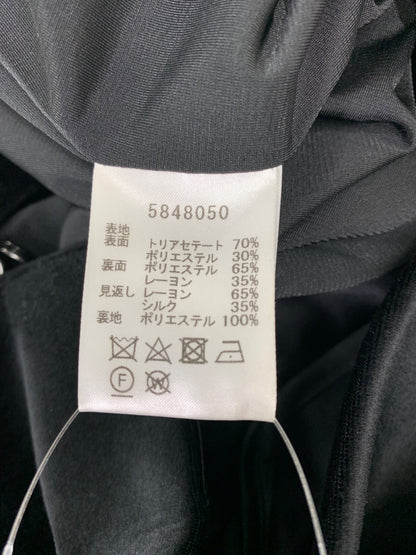 5848050
表地
表面 トリアセテート 70%
ポリエステル 30%
裏面 ポリエステル 65%
レーヨン 35%
見返し レーヨン 65%
シルク 35%
裏地 ポリエステル 100%
F W